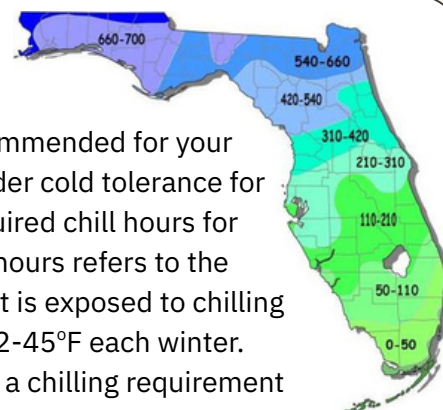 660-700
540-660
420-540
310-420
210-310
110-210
50-110
0-50
ommended for your
der cold tolerance for
uired chill hours for
hours refers to the
t is exposed to chilling
2-45°F each winter.
a chilling requirement